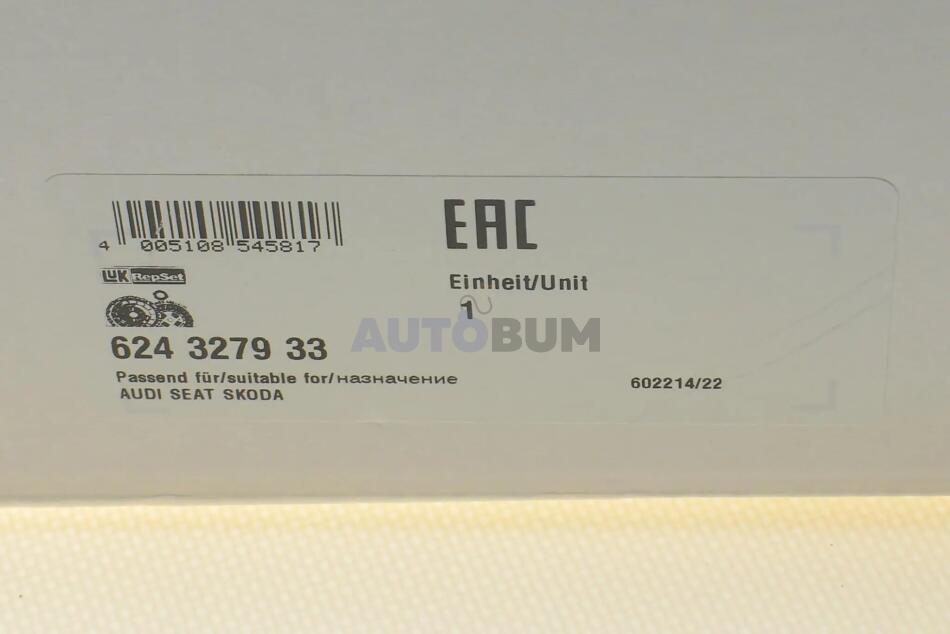 EAC
4 005108 545817
LUK RepSet
Einheit/Unit
1
AUTOBUM
624 3279 33
Passend für/suitable for/назначение
AUDI SEAT SKODA
602214/22